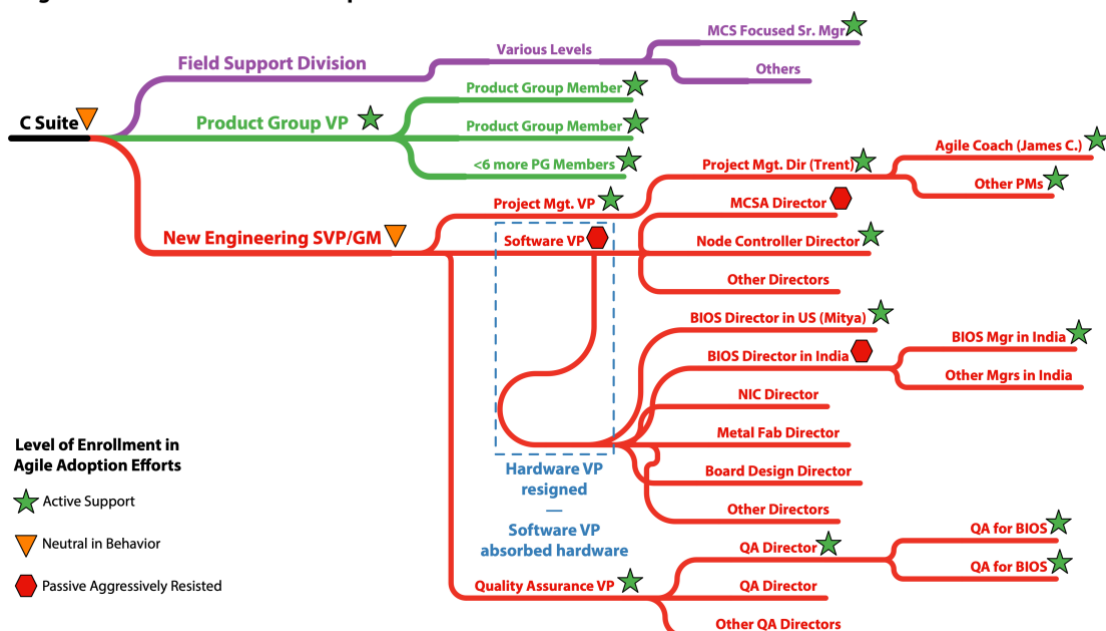 MCS Focused Sr. Mgr
Field Support Division
Various Levels
Others
Product Group Member
C Suite
Product Group VP
Product Group Member
<6 more PG Members
Agile Coach (James C.)
Project Mgt. Dir (Trent)
Other PMs
Project Mgt. VP
MCSA Director
New Engineering SVP/GM
Software VP
Node Controller Director
Other Directors
BIOS Director in US (Mitya)
BIOS Mgr in India
BIOS Director in India
Other Mgrs in India
NIC Director
Metal Fab Director
Board Design Director
Other Directors
Hardware VP
resigned
—
Software VP
absorbed hardware
QA for BIOS
QA Director
QA for BIOS
Quality Assurance VP
QA Director
Other QA Directors
Level of Enrollment in
Agile Adoption Efforts
Active Support
Neutral in Behavior
Passive Aggressively Resisted